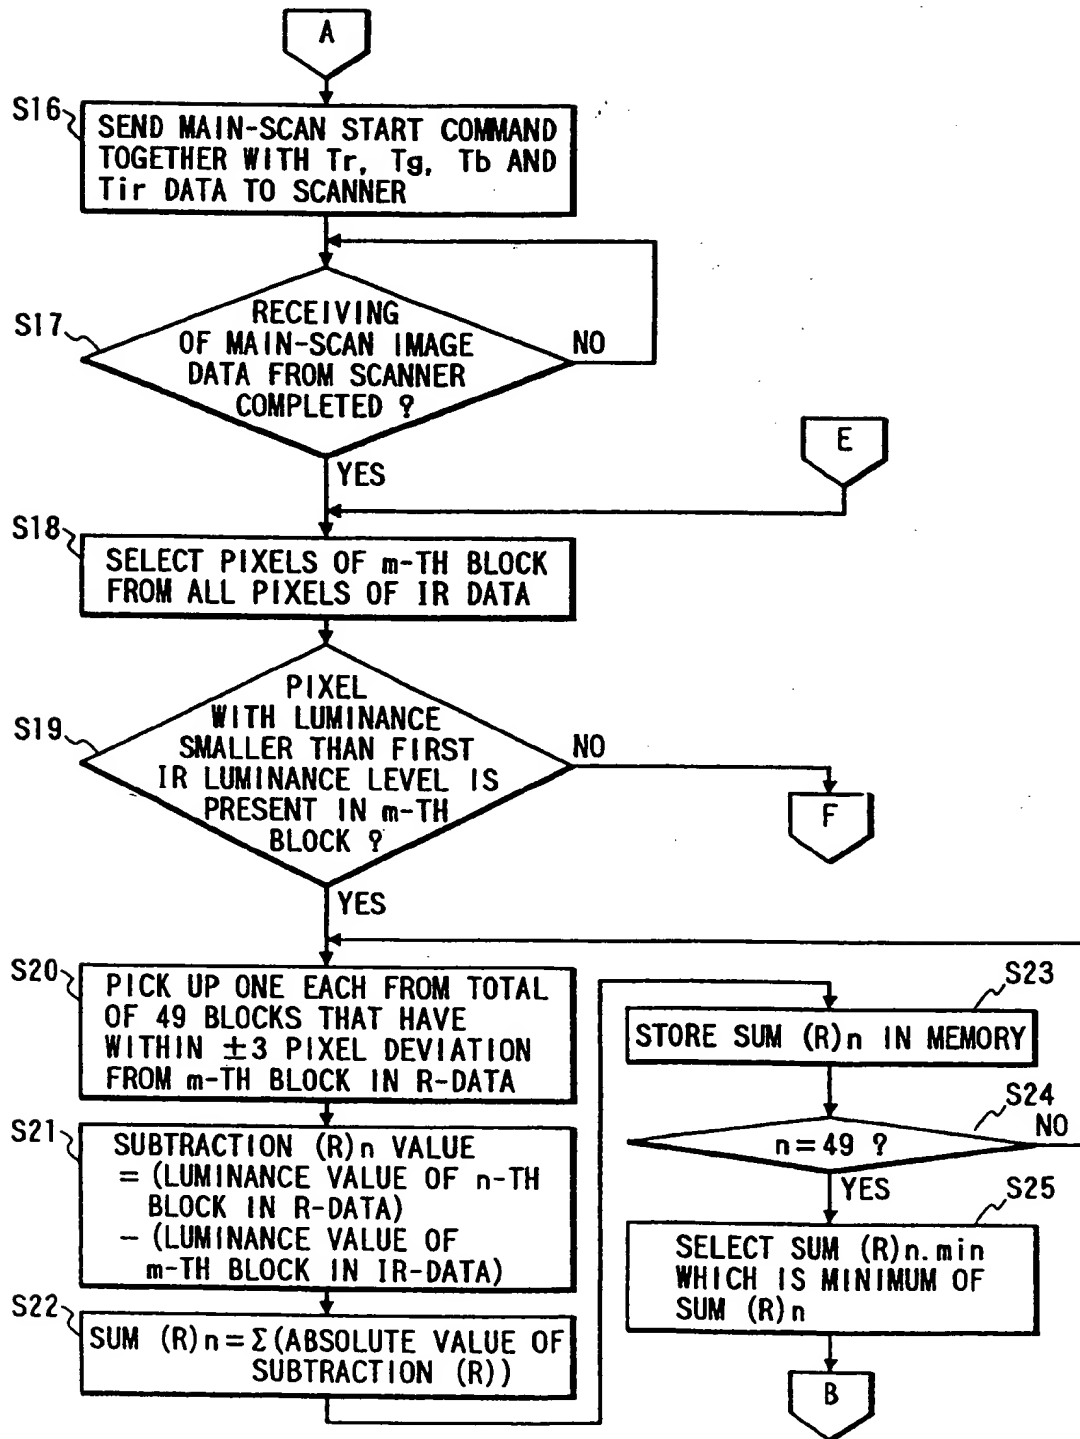 A
S16
SEND MAIN-SCAN START COMMAND
TOGETHER WITH Tr, Tg, Tb AND
Tir DATA TO SCANNER
S17
RECEIVING
OF MAIN-SCAN IMAGE
DATA FROM SCANNER
COMPLETED ?
NO
YES
E
S18
SELECT PIXELS OF m-TH BLOCK
FROM ALL PIXELS OF IR DATA
S19
PIXEL
WITH LUMINANCE
SMALLER THAN FIRST
IR LUMINANCE LEVEL IS
PRESENT IN m-TH
BLOCK ?
NO
F
YES
S20
PICK UP ONE EACH FROM TOTAL
OF 49 BLOCKS THAT HAVE
WITHIN ±3 PIXEL DEVIATION
FROM m-TH BLOCK IN R-DATA
S21
SUBTRACTION (R)n VALUE
= (LUMINANCE VALUE OF n-TH
BLOCK IN R-DATA)
- (LUMINANCE VALUE OF
m-TH BLOCK IN IR-DATA)
S22
SUM (R)n=Σ(ABSOLUTE VALUE OF
SUBTRACTION (R))
S23
STORE SUM (R)n IN MEMORY
S24
n=49 ?
NO
YES
S25
SELECT SUM (R)n.min
WHICH IS MINIMUM OF
SUM (R)n
B